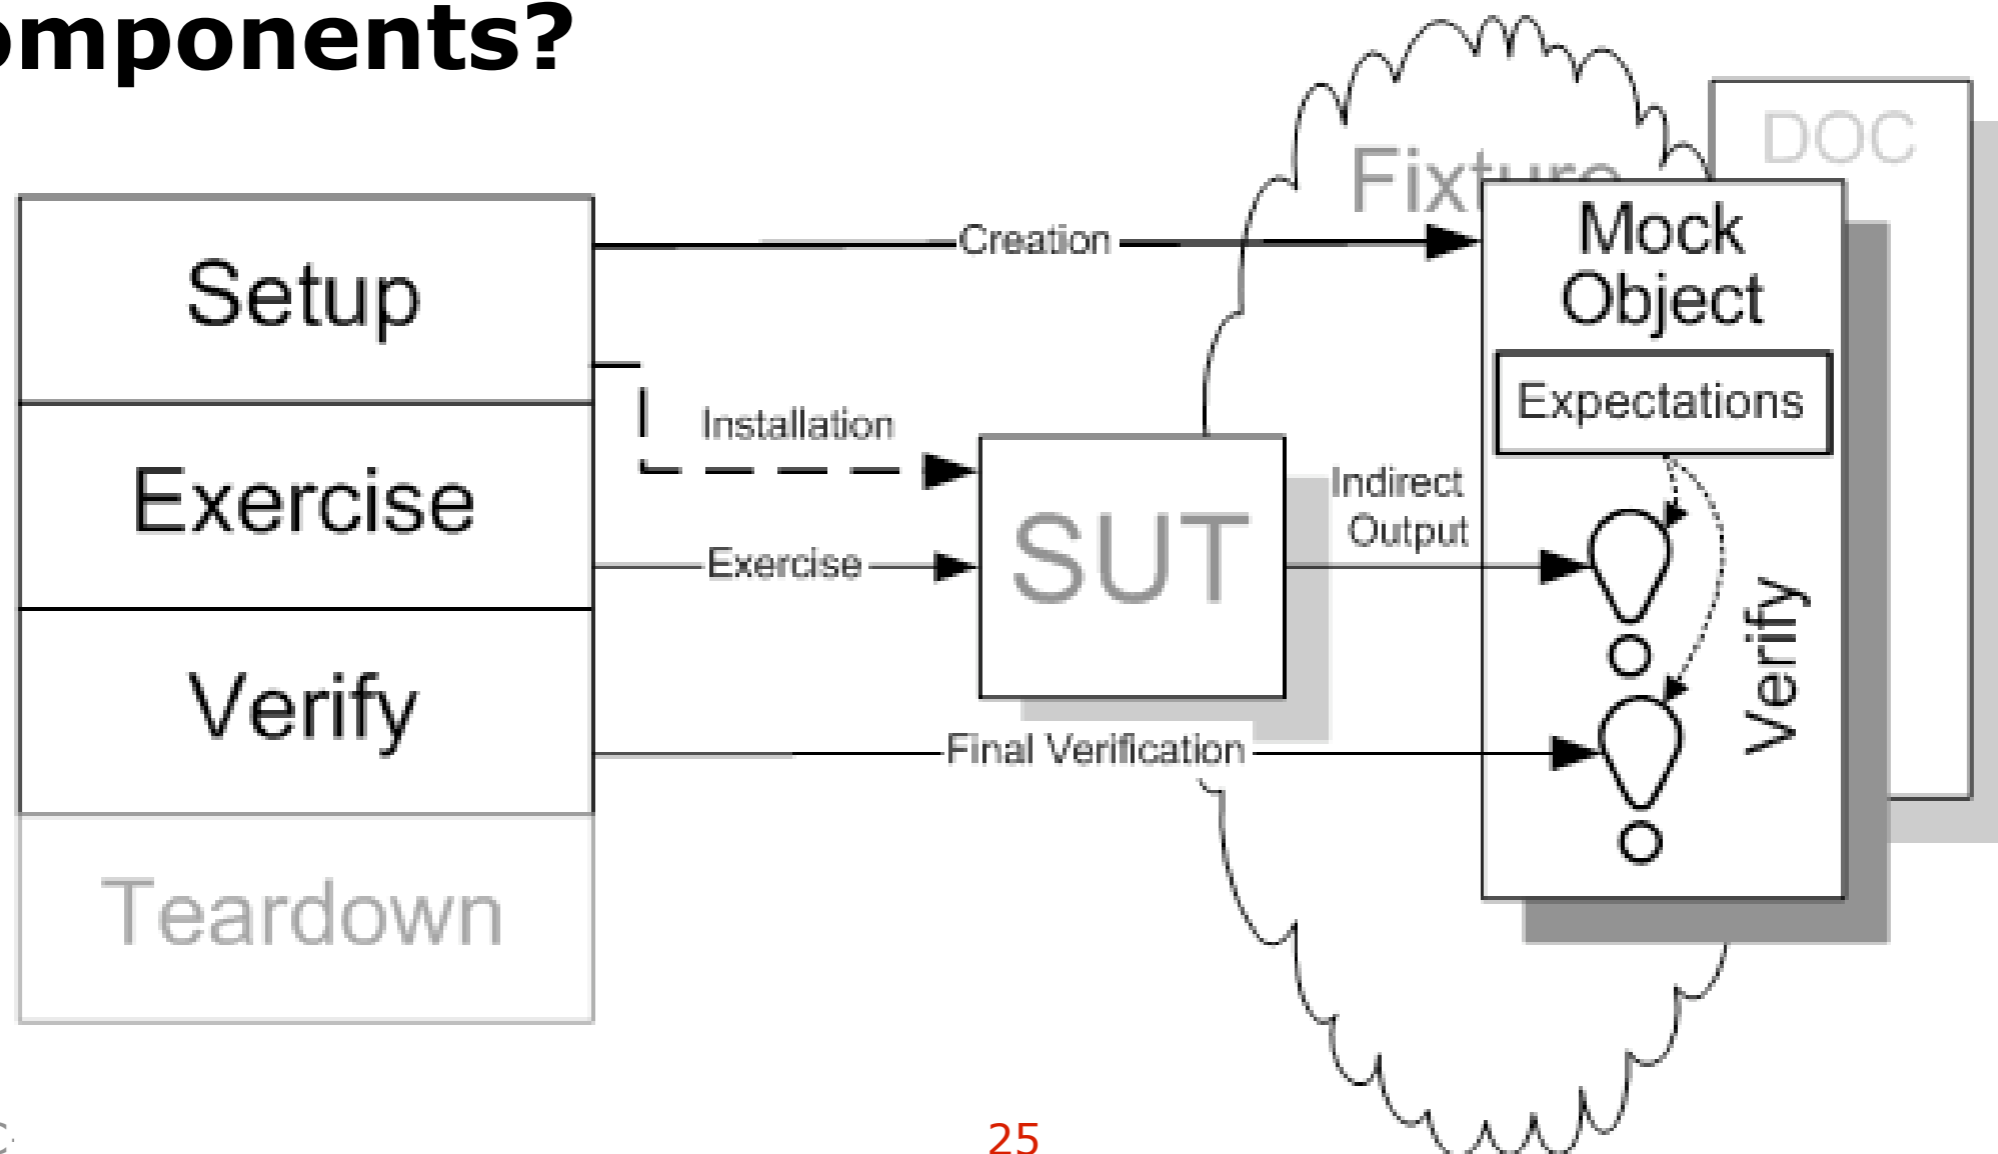 omponents?
DOC
Fixture
Mock
Object
Creation
Setup
Expectations
Installation
Indirect
Output
Exercise
Exercise
SUT
Verify
Verify
Final Verification
Teardown
25